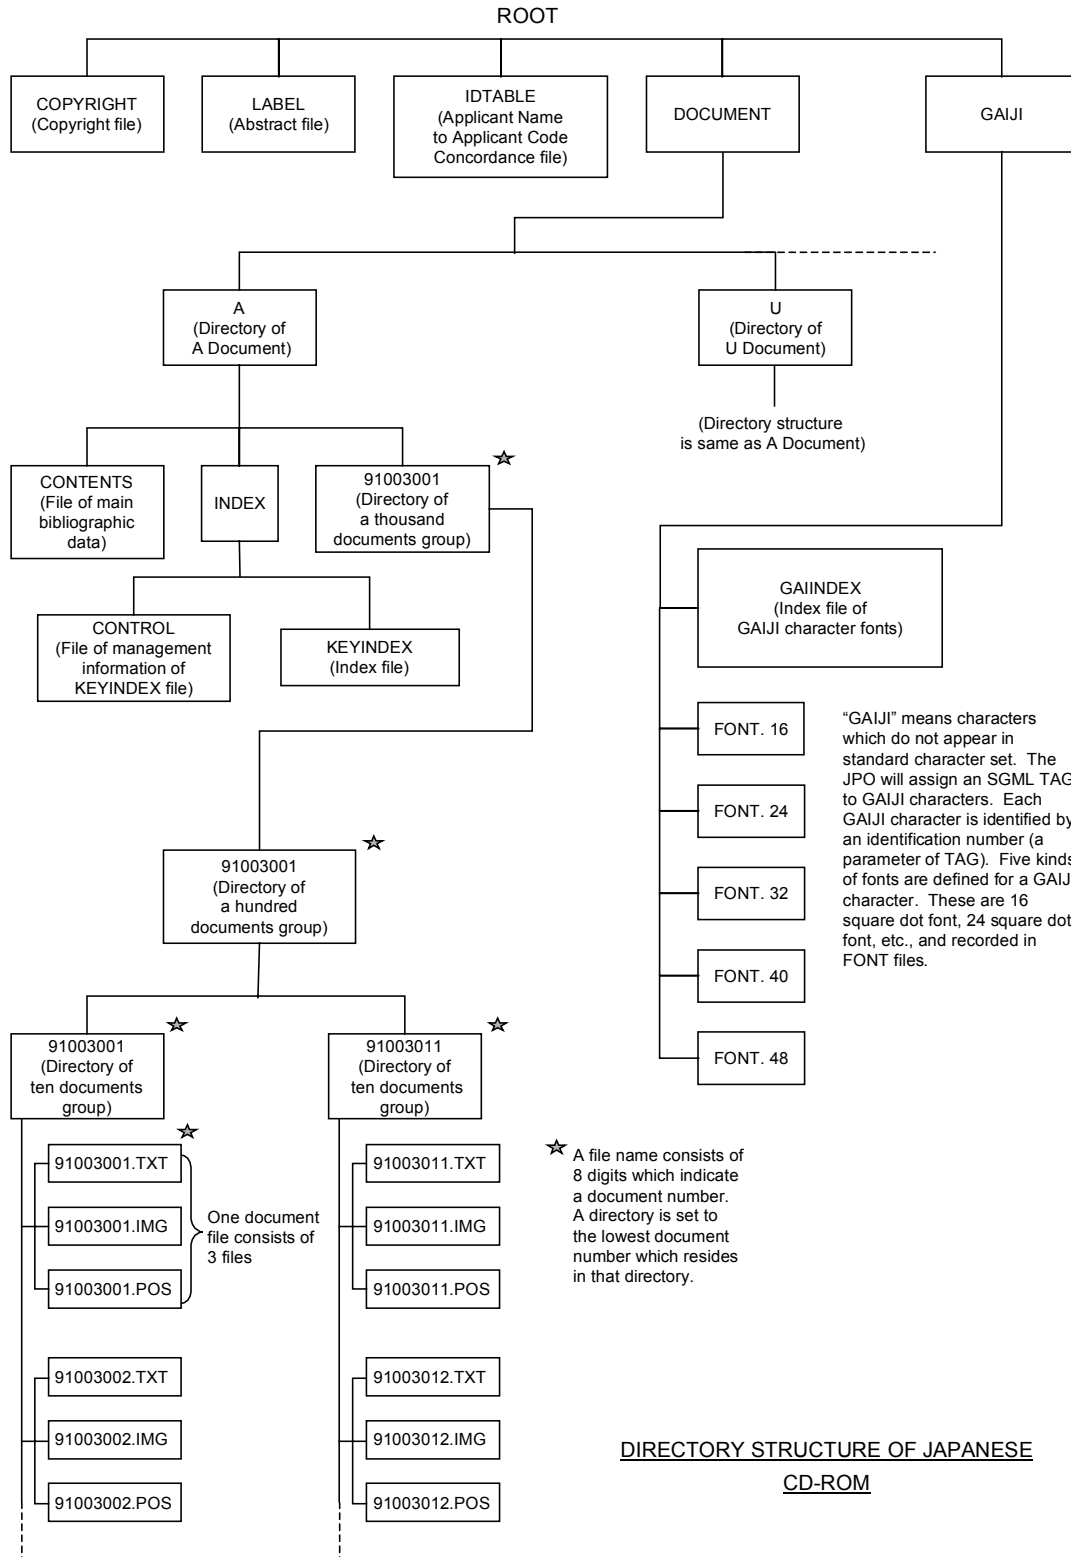 ROOT
COPYRIGHT
(Copyright file)
LABEL
(Abstract file)
IDTABLE
(Applicant Name
to Applicant Code
Concordance file)
DOCUMENT
GAIJI
A
(Directory of
A Document)
U
(Directory of
U Document)
(Directory structure
is same as A Document)
CONTENTS
(File of main
bibliographic
data)
INDEX
91003001
(Directory of
a thousand
documents group)
CONTROL
(File of management
information of
KEYINDEX file)
KEYINDEX
(Index file)
GAIINDEX
(Index file of
GAIJI character fonts)
FONT. 16
FONT. 24
FONT. 32
FONT. 40
FONT. 48
“GAIJI” means characters
which do not appear in
standard character set. The
JPO will assign an SGML TAG
to GAIJI characters. Each
GAIJI character is identified by
an identification number (a
parameter of TAG). Five kinds
of fonts are defined for a GAIJI
character. These are 16
square dot font, 24 square dot
font, etc., and recorded in
FONT files.
91003001
(Directory of
a hundred
documents group)
91003001
(Directory of
ten documents
group)
91003011
(Directory of
ten documents
group)
91003001.TXT
91003001.IMG
91003001.POS
One document
file consists of
3 files
91003002.TXT
91003002.IMG
91003002.POS
91003011.TXT
91003011.IMG
91003011.POS
91003012.TXT
91003012.IMG
91003012.POS
A file name consists of
8 digits which indicate
a document number.
A directory is set to
the lowest document
number which resides
in that directory.
DIRECTORY STRUCTURE OF JAPANESE
CD-ROM